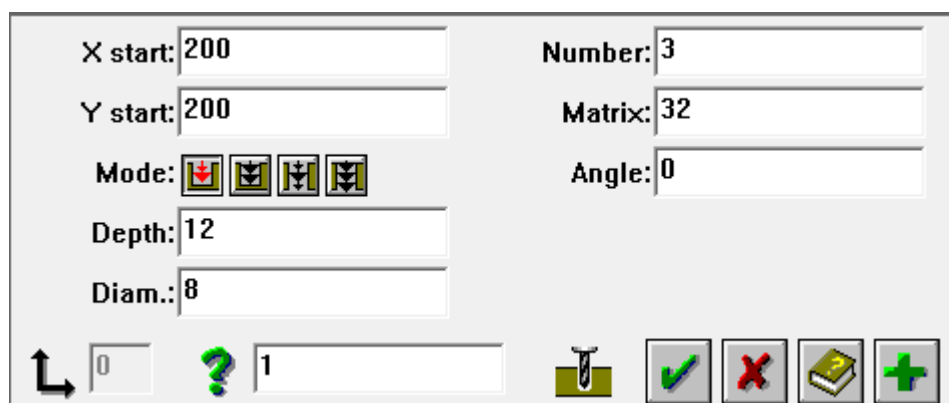 X start: 200
Number: 3
Y start: 200
Matrix: 32
Mode:
Angle: 0
Depth: 12
Diam.: 8
0
? 1